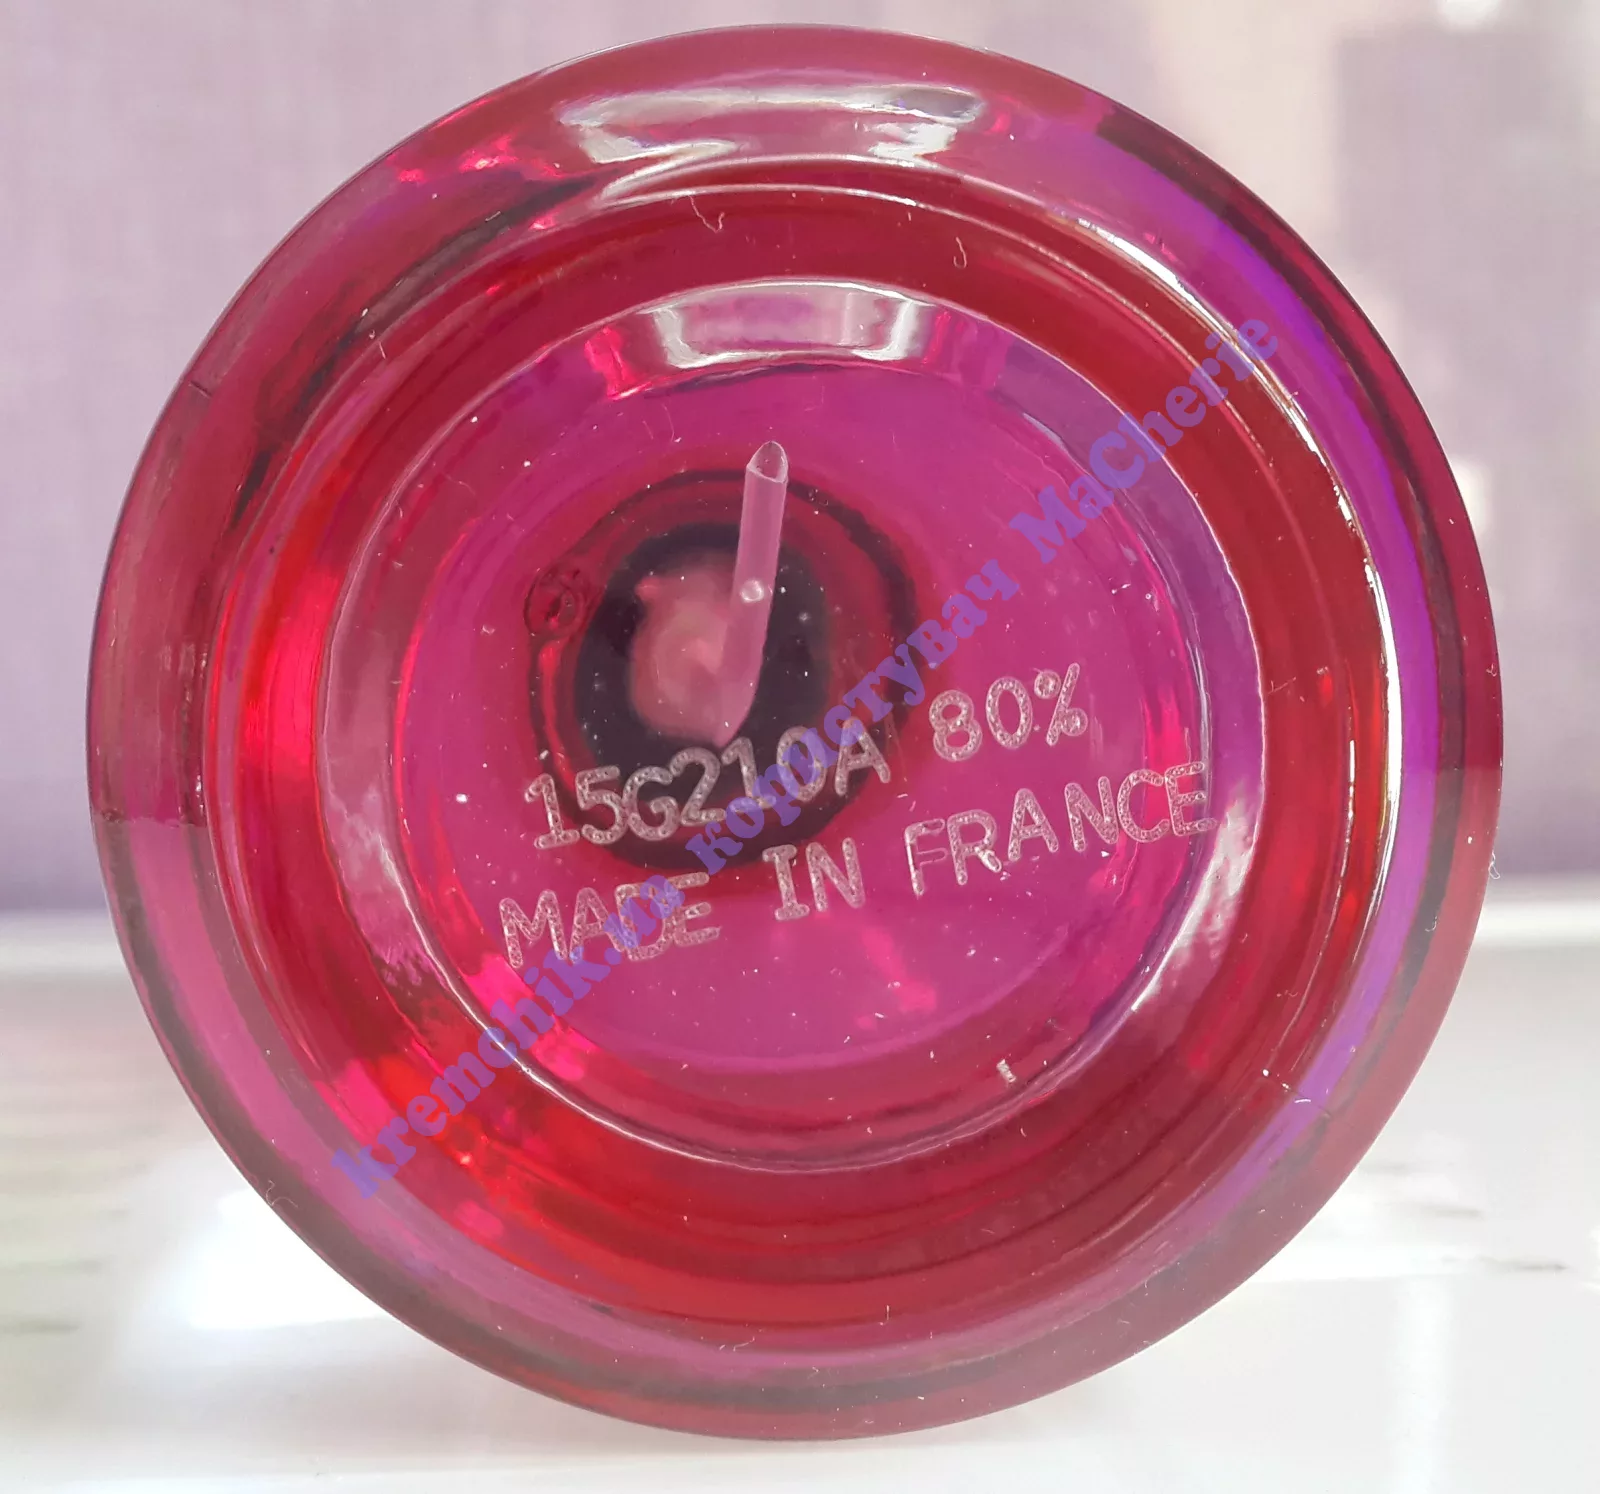 15G210A 80%
MADE IN FRANCE
kremchik.ua користувач MaCherie